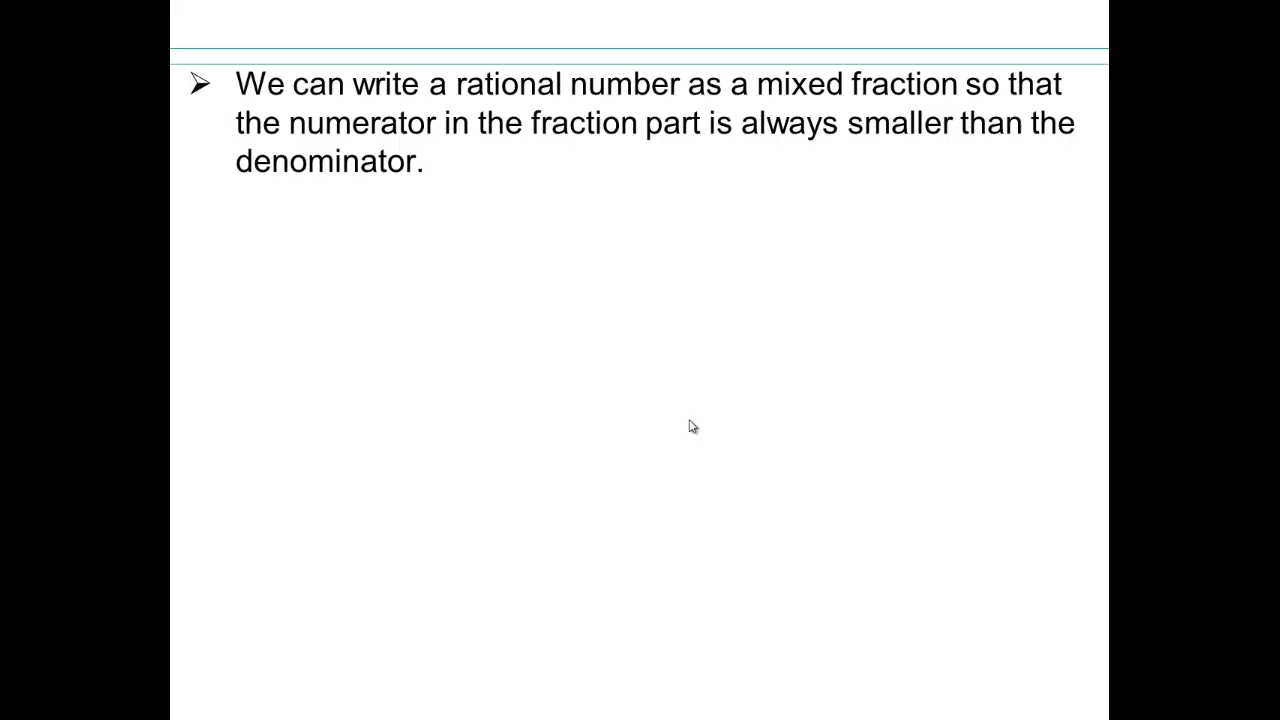 We can write a rational number as a mixed fraction so that
the numerator in the fraction part is always smaller than the
denominator.